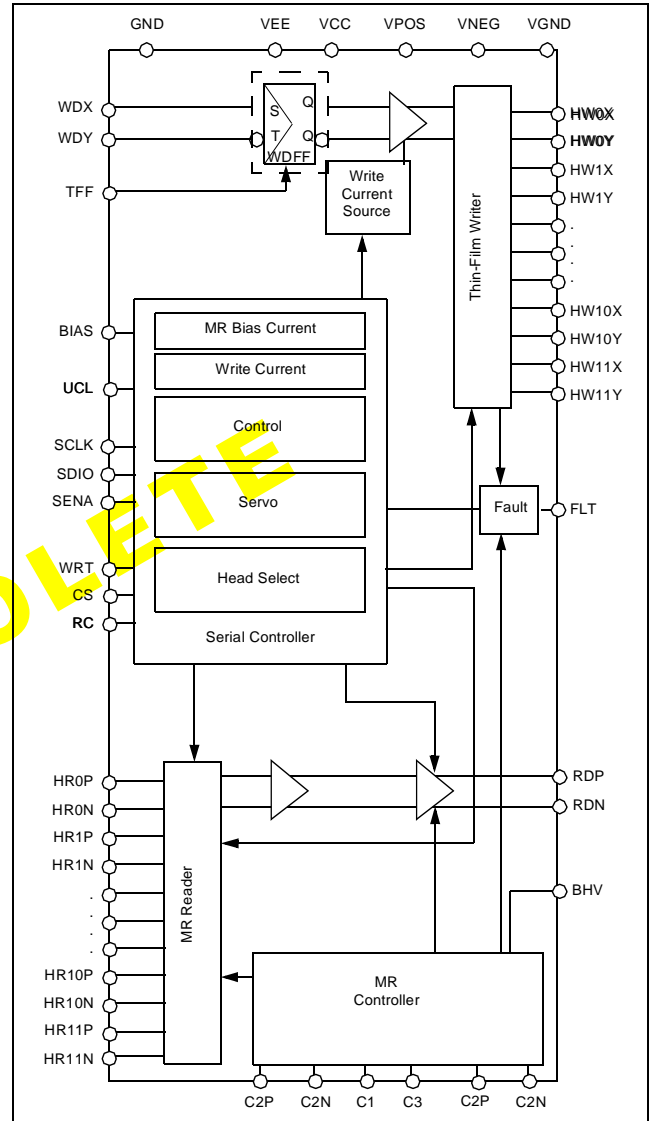 GND VEE VCC VPOS VNEG VGND
WDX
WDY
TFF
S Q
T Q
WDFF
Write
Current
Source
Thin-Film Writer
HW0X
HW0Y
HW1X
HW1Y
.
.
.
.
HW10X
HW10Y
HW11X
HW11Y
BIAS
UCL
SCLK
SDIO
SENA
WRT
CS
RC
MR Bias Current
Write Current
Control
Servo
Head Select
Serial Controller
Fault
FLT
OLETE
HR0P
HR0N
HR1P
HR1N
.
.
.
HR10P
HR10N
HR11P
HR11N
MR Reader
RDP
RDN
BHV
MR
Controller
C2P C2N C1 C3 C2P C2N